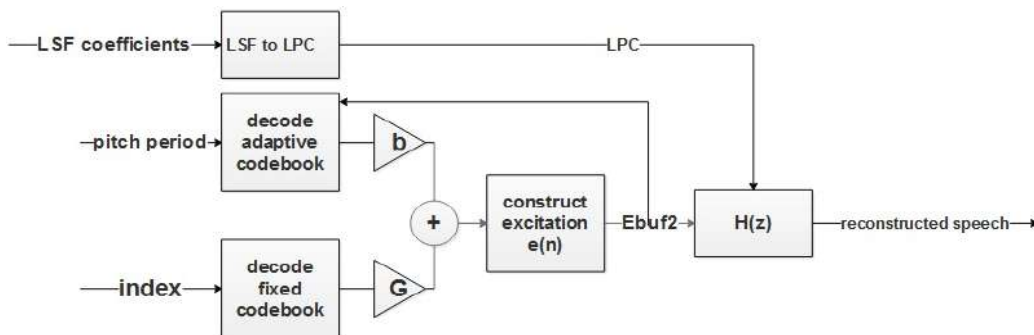 LSF coefficients
LSF to LPC
LPC
pitch period
decode
adaptive
codebook
b
+
construct
excitation
e(n)
Ebuf2
H(z)
reconstructed speech
index
decode
fixed
codebook
G